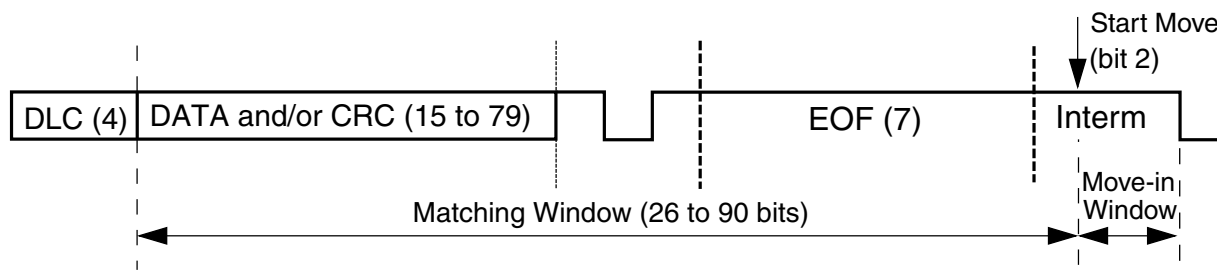 Start Move
(bit 2)
DLC (4)
DATA and/or CRC (15 to 79)
EOF (7)
Interm
Move-in
Window
Matching Window (26 to 90 bits)